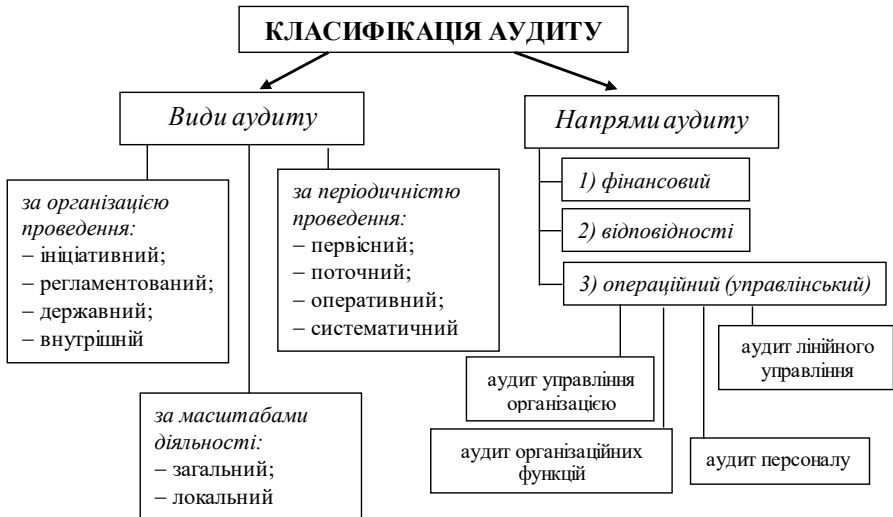 КЛАСИФІКАЦІЯ АУДИТУ
Види аудиту
за організацією
проведення:
– ініціативний;
– регламентований;
– державний;
– внутрішній
за періодичністю
проведення:
– первісний;
– поточний;
– оперативний;
– систематичний
за масштабами
діяльності:
– загальний;
– локальний
Напрями аудиту
1) фінансовий
2) відповідності
3) операційний (управлінський)
аудит управління
організацією
аудит лінійного
управління
аудит організаційних
функцій
аудит персоналу